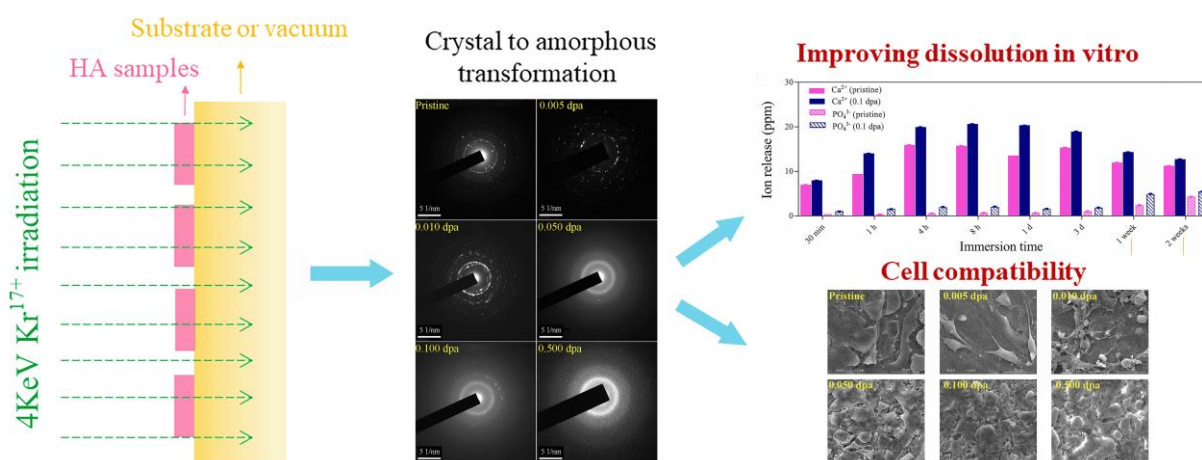 Substrate or vacuum
HA samples
4KeV Kr¹⁷⁺ irradiation
Crystal to amorphous
transformation
Pristine
0.005 dpa
5 1/nm
5 1/nm
0.010 dpa
0.050 dpa
5 1/nm
5 1/nm
0.100 dpa
0.500 dpa
5 1/nm
5 1/nm
Improving dissolution in vitro
Ion release (ppm)
30
20
10
0
Ca²⁺ (pristine)
Ca²⁺ (0.1 dpa)
PO₄³⁻ (pristine)
PO₄³⁻ (0.1 dpa)
30 min
1 h
4 h
8 h
1 d
3 d
1 week
2 weeks
Immersion time
Cell compatibility
Pristine
0.005 dpa
0.010 dpa
0.050 dpa
0.100 dpa
0.500 dpa